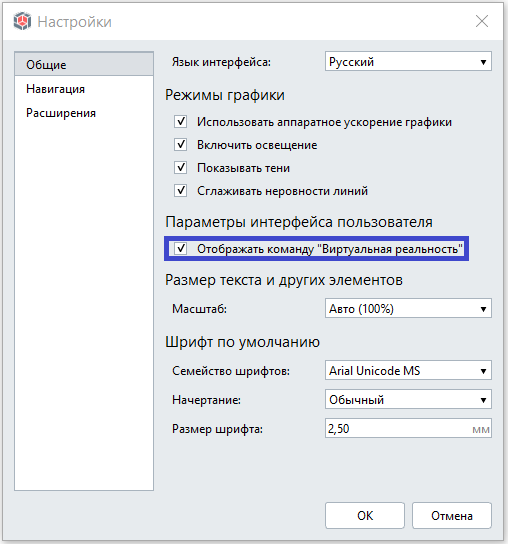 Настройки
Общие
Навигация
Расширения
Язык интерфейса: Русский
Режимы графики
Использовать аппаратное ускорение графики
Включить освещение
Показывать тени
Сглаживать неровности линий
Параметры интерфейса пользователя
Отображать команду "Виртуальная реальность"
Размер текста и других элементов
Масштаб: Авто (100%)
Шрифт по умолчанию
Семейство шрифтов: Arial Unicode MS
Начертание: Обычный
Размер шрифта: 2,50 мм
ОК Отмена